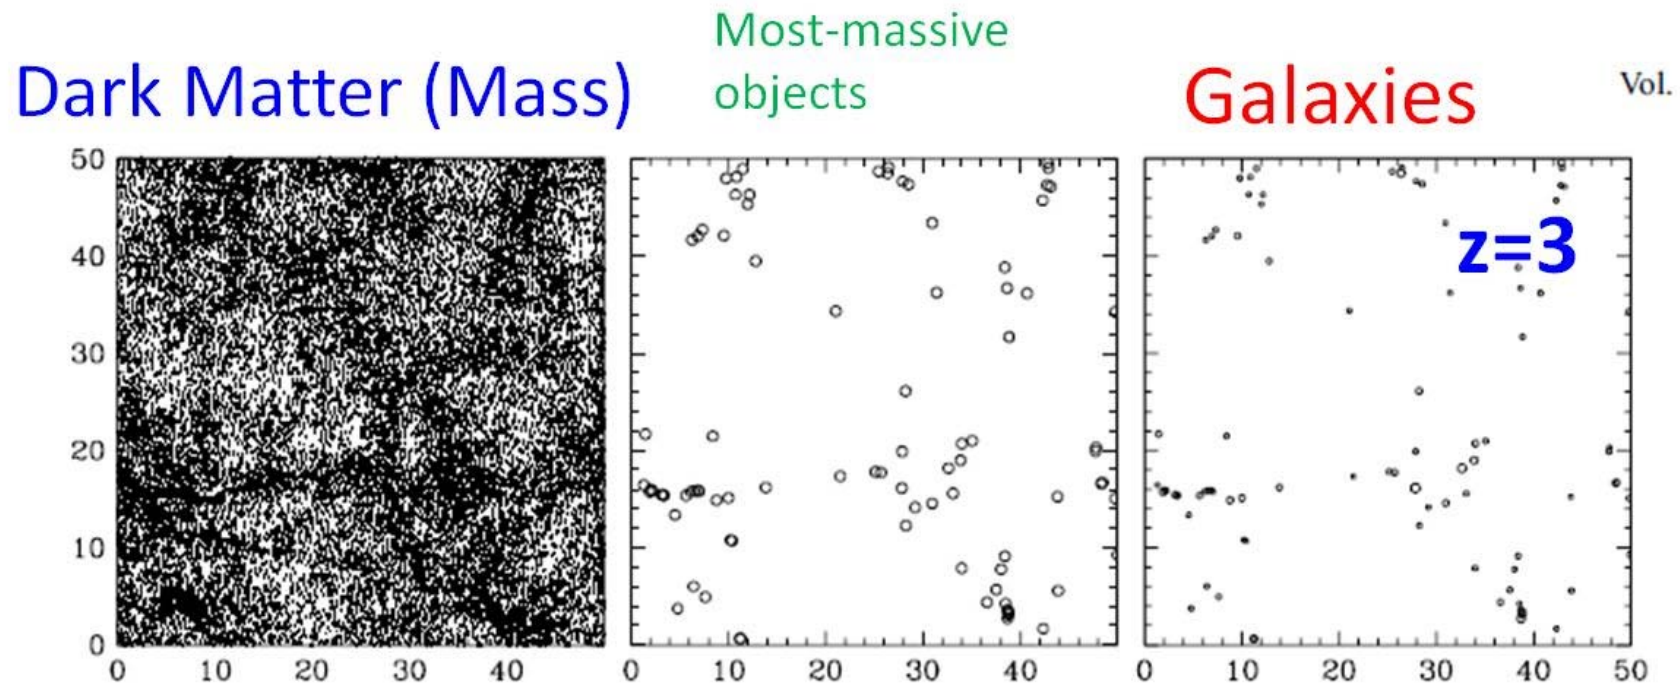 Most-massive
objects
Dark Matter (Mass)
Galaxies
Vol.
z=3
50
40
30
20
10
0
0 10 20 30 40
0 10 20 30 40
0 10 20 30 40 50